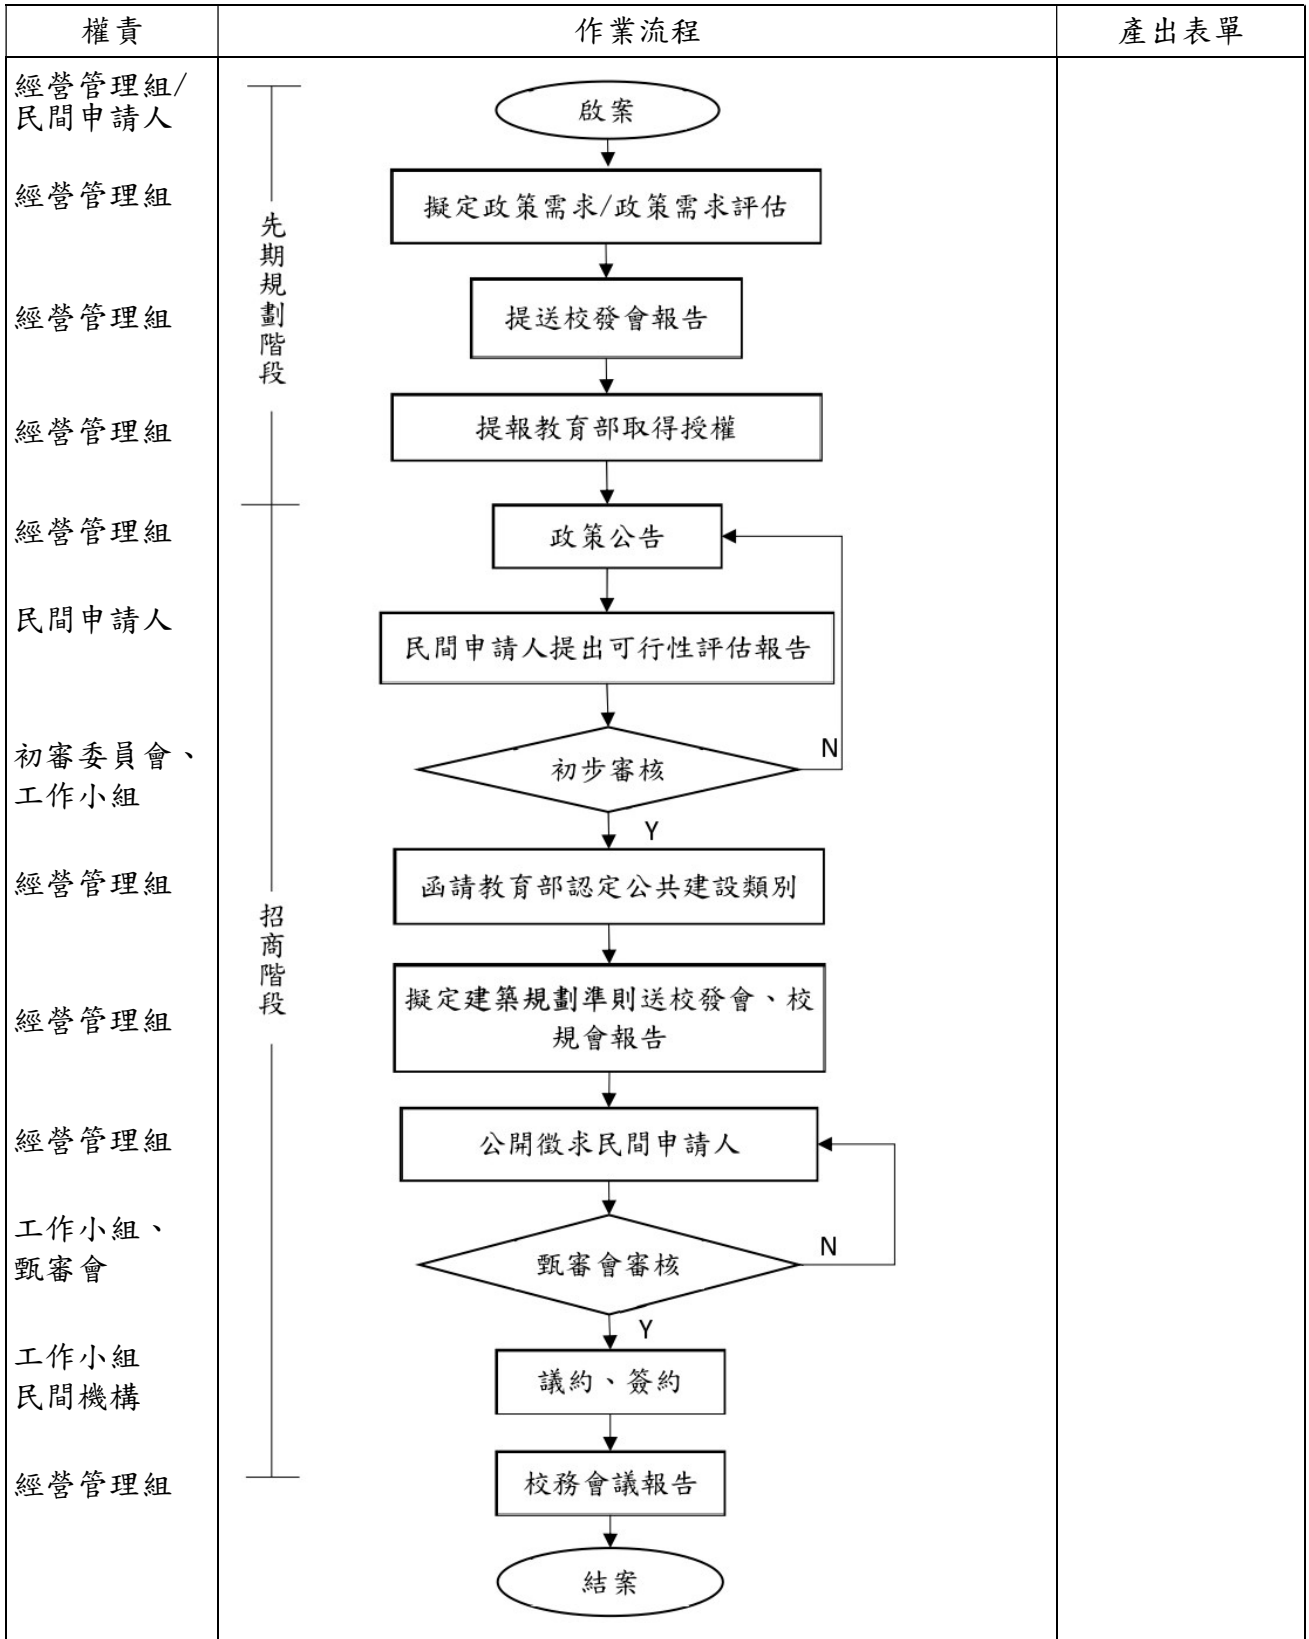 權責
作業流程
產出表單
經營管理組/
民間申請人
啟案
經營管理組
擬定政策需求/政策需求評估
先期規劃階段
經營管理組
提送校發會報告
經營管理組
提報教育部取得授權
經營管理組
政策公告
民間申請人
民間申請人提出可行性評估報告
初審委員會、
工作小組
初步審核
N
Y
經營管理組
函請教育部認定公共建設類別
招商階段
經營管理組
擬定建築規劃準則送校發會、校
規會報告
經營管理組
公開徵求民間申請人
工作小組、
甄審會
甄審會審核
N
Y
工作小組
民間機構
議約、簽約
經營管理組
校務會議報告
結案